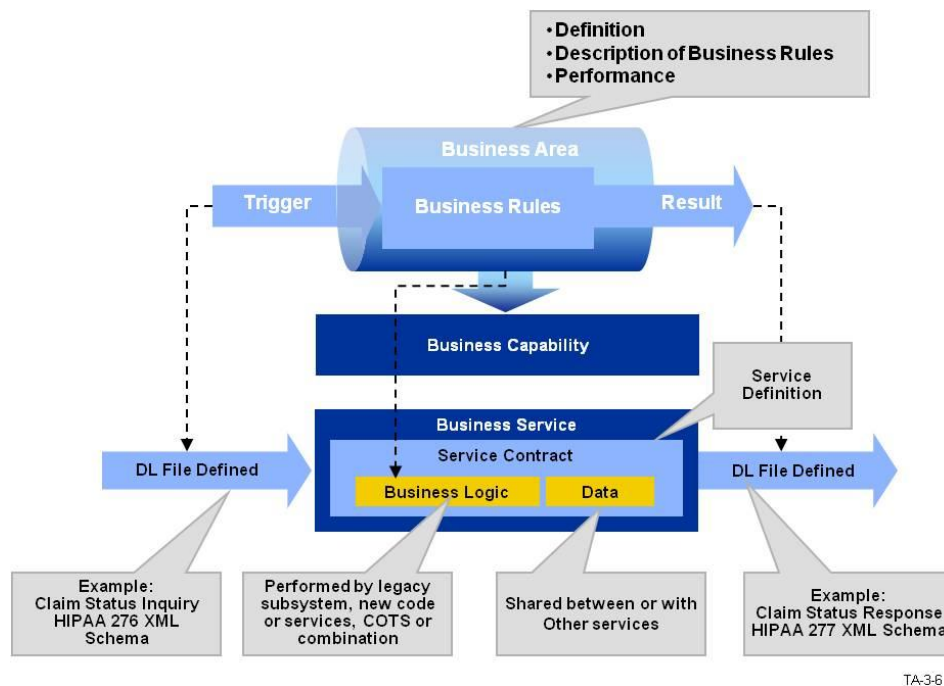 •Definition
•Description of Business Rules
•Performance
Business Area
Trigger
Business Rules
Result
Business Capability
Service
Definition
Business Service
Service Contract
DL File Defined
Business Logic
Data
DL File Defined
Example:
Claim Status Inquiry
HIPAA 276 XML
Schema
Performed by legacy
subsystem, new code
or services, COTS or
combination
Shared between or with
Other services
Example:
Claim Status Response
HIPAA 277 XML Schema
TA-3-6